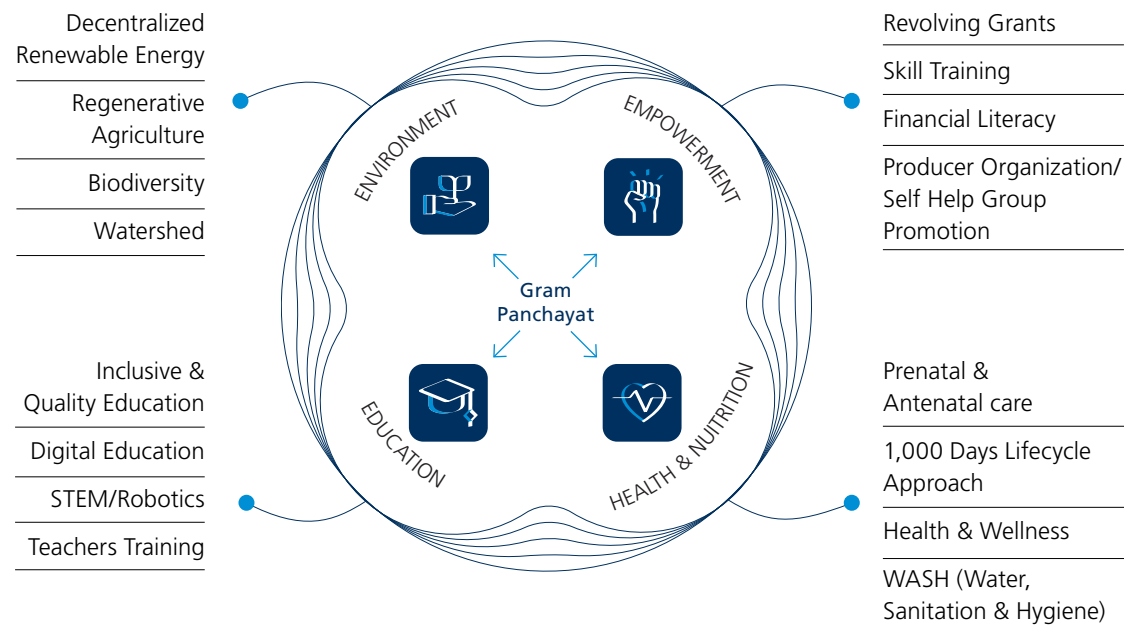 Decentralized
Renewable Energy
Regenerative
Agriculture
Biodiversity
Watershed
ENVIRONMENT
EMPOWERMENT
Revolving Grants
Skill Training
Financial Literacy
Producer Organization/
Self Help Group
Promotion
Gram
Panchayat
Inclusive &
Quality Education
Digital Education
STEM/Robotics
Teachers Training
EDUCATION
HEALTH & NUITRITION
Prenatal &
Antenatal care
1,000 Days Lifecycle
Approach
Health & Wellness
WASH (Water,
Sanitation & Hygiene)